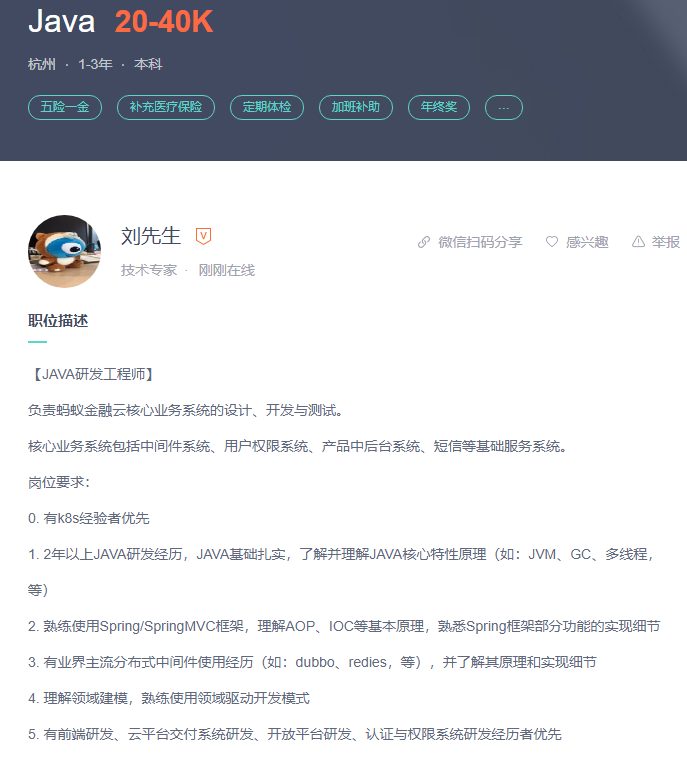 Java 20-40K
杭州 · 1-3年 · 本科
五险一金 补充医疗保险 定期体检 加班补助 年终奖 ···
刘先生 V
微信扫码分享 感兴趣 举报
技术专家 · 刚刚在线
职位描述
【JAVA研发工程师】
负责蚂蚁金融云核心业务系统的设计、开发与测试。
核心业务系统包括中间件系统、用户权限系统、产品中后台系统、短信等基础服务系统。
岗位要求：
0. 有k8s经验者优先
1. 2年以上JAVA研发经历，JAVA基础扎实，了解并理解JAVA核心特性原理（如：JVM、GC、多线程，
等）
2. 熟练使用Spring/SpringMVC框架，理解AOP、IOC等基本原理，熟悉Spring框架部分功能的实现细节
3. 有业界主流分布式中间件使用经历（如：dubbo、redies，等），并了解其原理和实现细节
4. 理解领域建模，熟练使用领域驱动开发模式
5. 有前端研发、云平台交付系统研发、开放平台研发、认证与权限系统研发经历者优先